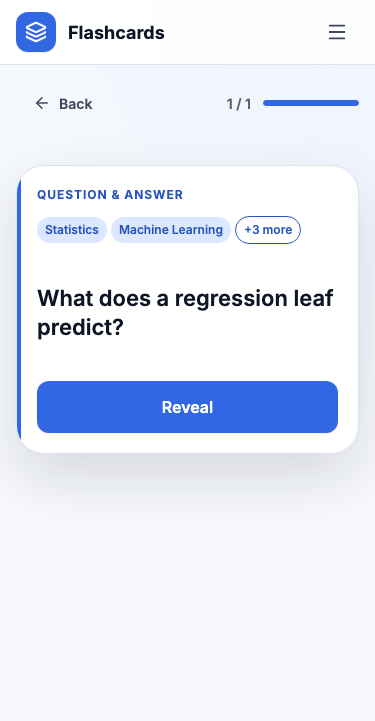 Flashcards
Back
1 / 1
QUESTION & ANSWER
Statistics
Machine Learning
+3 more
What does a regression leaf
predict?
Reveal